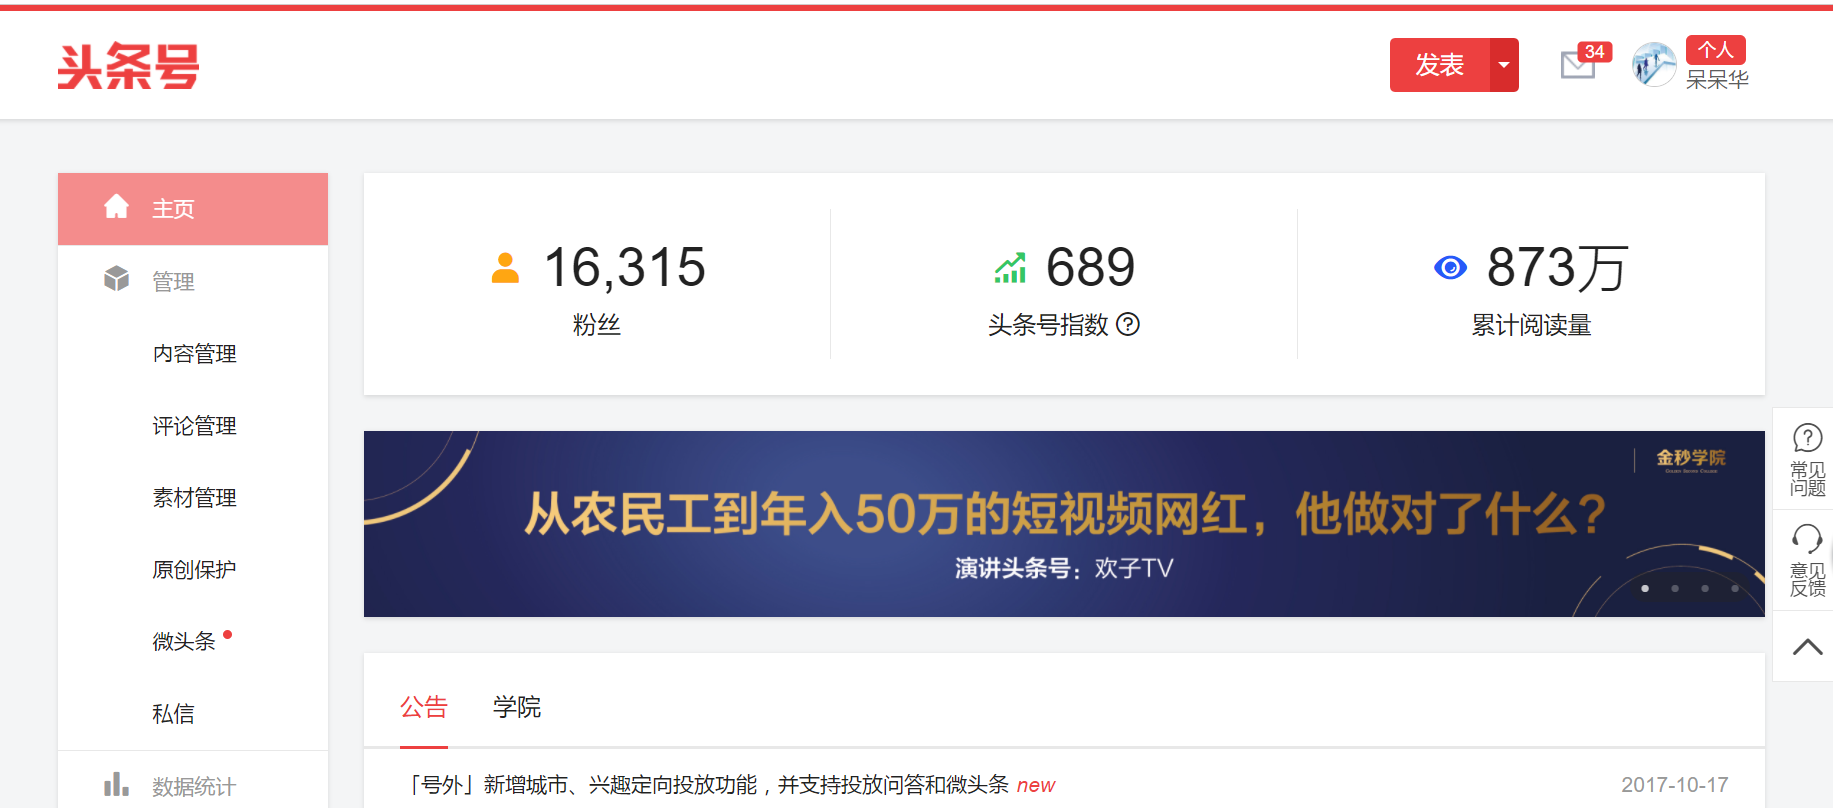 头条号
发表
34
个人
呆呆华
主页
管理
内容管理
评论管理
素材管理
原创保护
微头条
私信
数据统计
16,315
粉丝
689
头条号指数
873万
累计阅读量
金秒学院
从农民工到年入50万的短视频网红，他做对了什么？
演讲头条号：欢子TV
常见
问题
意见
反馈
公告 学院
「号外」新增城市、兴趣定向投放功能，并支持投放问答和微头条 new 2017-10-17